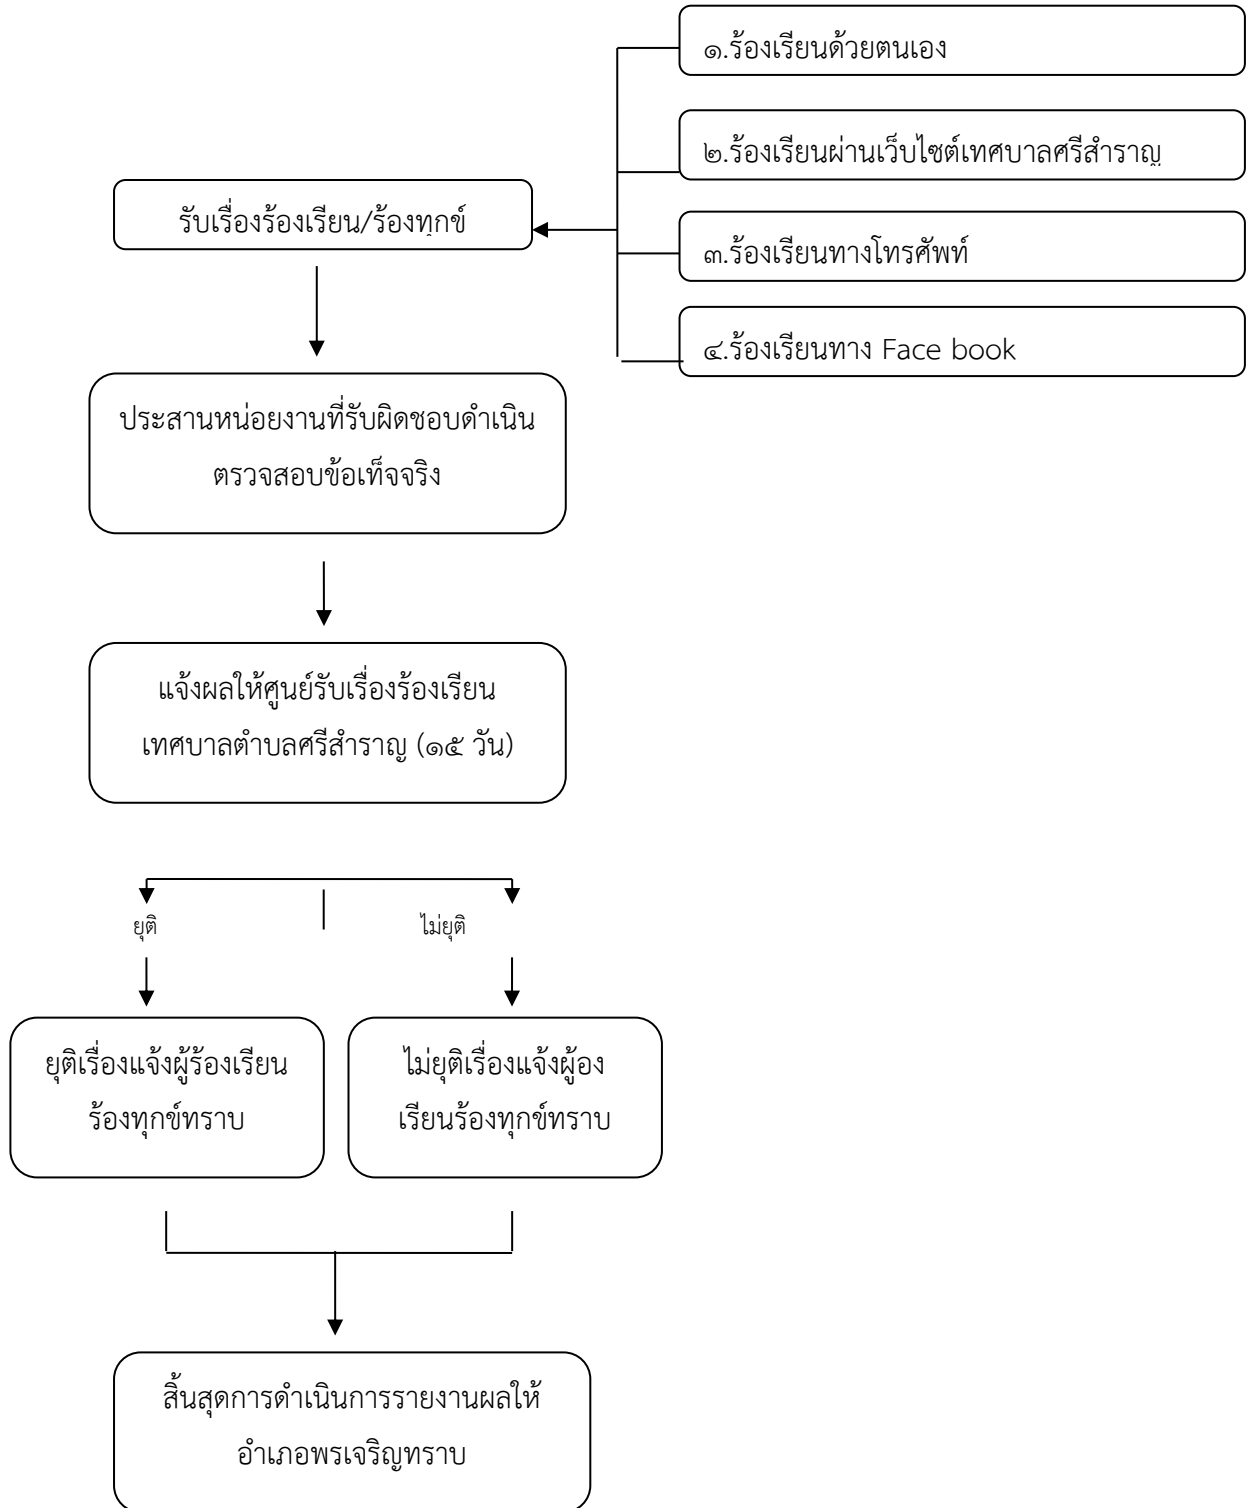 ๑.ร้องเรียนด้วยตนเอง
๒.ร้องเรียนผ่านเว็บไซต์เทศบาลศรีสำราญ
รับเรื่องร้องเรียน/ร้องทุกข์
๓.ร้องเรียนทางโทรศัพท์
๔.ร้องเรียนทาง Face book
ประสานหน่อยงานที่รับผิดชอบดำเนิน
ตรวจสอบข้อเท็จจริง
แจ้งผลให้ศูนย์รับเรื่องร้องเรียน
เทศบาลตำบลศรีสำราญ (๑๕ วัน)
ยุติ
ไม่ยุติ
ยุติเรื่องแจ้งผู้ร้องเรียน
ร้องทุกข์ทราบ
ไม่ยุติเรื่องแจ้งผู้อง
เรียนร้องทุกข์ทราบ
สิ้นสุดการดำเนินการรายงานผลให้
อำเภอพรเจริญทราบ